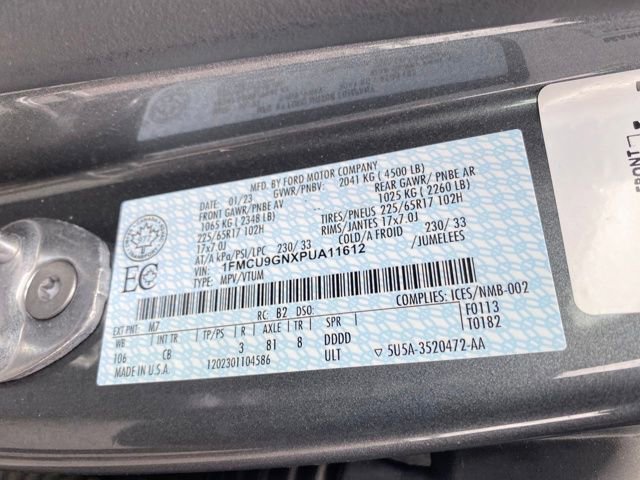 MFD. BY FORD MOTOR COMPANY
DATE: 01/23 GVWR/PNBV: 2041 KG ( 4500 LB)
FRONT GAWR/ PNBE AV REAR GAWR/ PNBE AR
1065 KG ( 2348 LB) 1025 KG ( 2260 LB)
225/65R17 102H TIRES/PNEUS 225/65R17 102H
17x7.0J RIMS/JANTES 17x7.0J
AT/A kPa/PSI/LPC 230/ 33 COLD/A FROID 230/ 33
VIN: 1FMCU9GNXPUA11612 /JUMELEES
TYPE: MPV/VTUM
EC
COMPLIES: ICES/NMB-002
RC: B2 DSO: F0113
EXT PNT: M7 T0182
WB INT TR TP/PS R AXLE TR SPR
106 CB 3 81 8 DDDD
ULT
MADE IN U.S.A. 1202301104586 5U5A-3520472-AA
FRONT